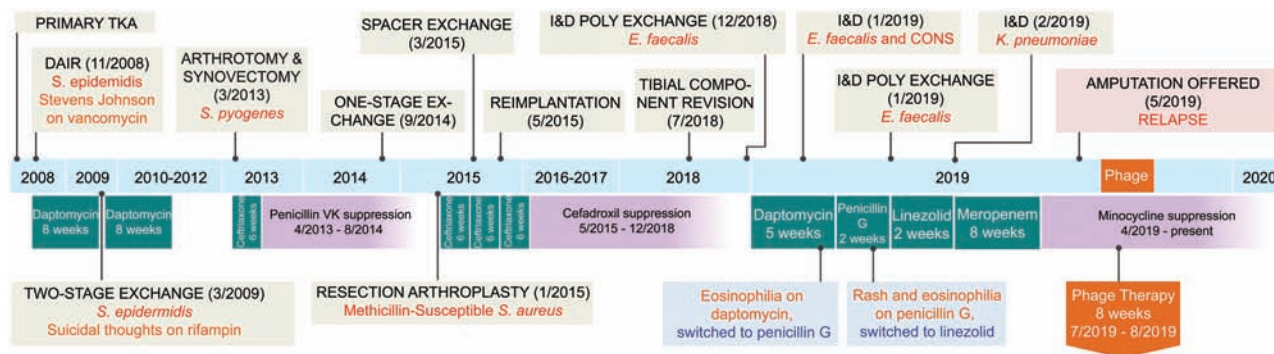 PRIMARY TKA
DAIR (11/2008)
S. epidemidis
Stevens Johnson
on vancomycin
ARTHROTOMY &
SYNOVECTOMY
(3/2013)
S. pyogenes
ONE-STAGE EX-
CHANGE (9/2014)
SPACER EXCHANGE
(3/2015)
REIMPLANTATION
(5/2015)
I&D POLY EXCHANGE (12/2018)
E. faecalis
TIBIAL COMPO-
NENT REVISION
(7/2018)
I&D (1/2019)
E. faecalis and CONS
I&D POLY EXCHANGE
(1/2019)
E. faecalis
I&D (2/2019)
K. pneumoniae
AMPUTATION OFFERED
(5/2019)
RELAPSE
2008
2009
2010-2012
2013
2014
2015
2016-2017
2018
2019
Phage
2020
Daptomycin
8 weeks
Daptomycin
8 weeks
Ceftriaxone
6 weeks
Penicillin VK suppression
4/2013 - 8/2014
Ceftriaxone
6 weeks
Ceftriaxone
6 weeks
Ceftriaxone
6 weeks
Cefadroxil suppression
5/2015 - 12/2018
Daptomycin
5 weeks
Penicillin
G
2 weeks
Linezolid
2 weeks
Meropenem
8 weeks
Minocycline suppression
4/2019 - present
TWO-STAGE EXCHANGE (3/2009)
S. epidermidis
Suicidal thoughts on rifampin
RESECTION ARTHROPLASTY (1/2015)
Methicillin-Susceptible S. aureus
Eosinophilia on
daptomycin,
switched to penicillin G
Rash and eosinophilia
on penicillin G,
switched to linezolid
Phage Therapy
8 weeks
7/2019 - 8/2019